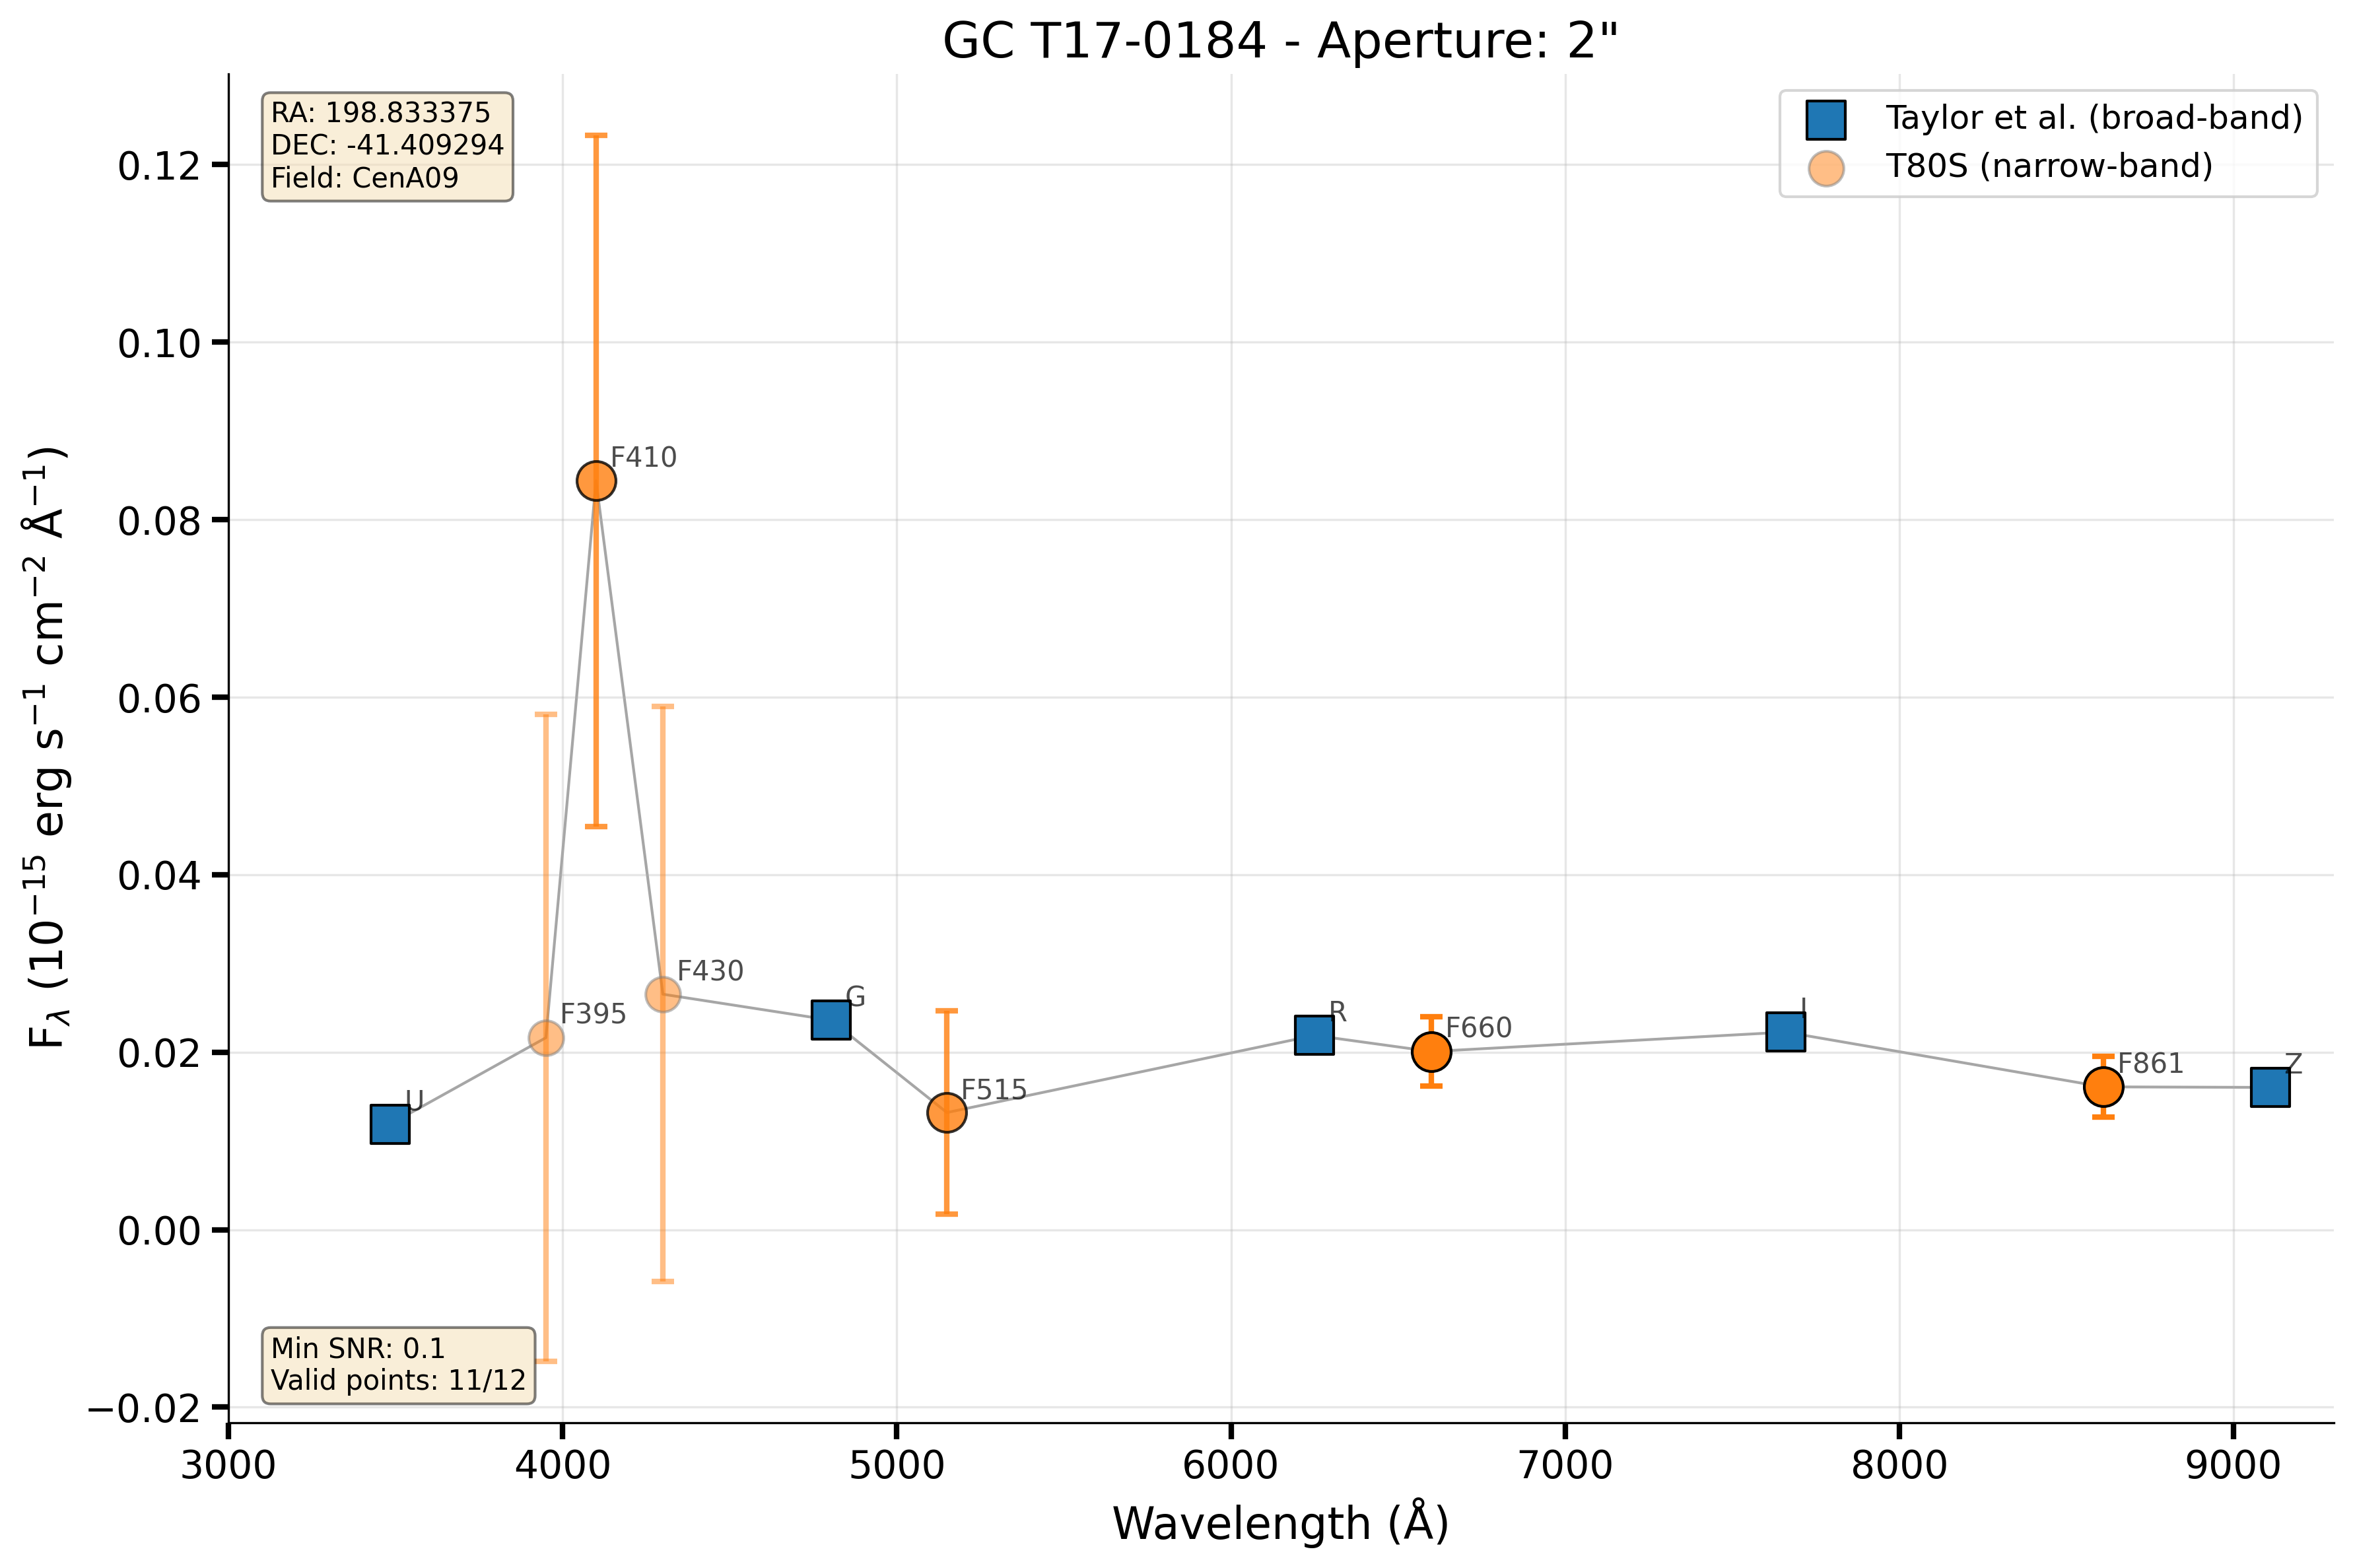 GC T17-0184 - Aperture: 2"
RA: 198.833375
DEC: -41.409294
Field: CenA09
Taylor et al. (broad-band)
T80S (narrow-band)
0.12
0.10
0.08
0.06
0.04
0.02
0.00
−0.02
F_λ (10⁻¹⁵ erg s⁻¹ cm⁻² Å⁻¹)
U
F395
F410
F430
G
F515
R
F660
I
F861
Z
Min SNR: 0.1
Valid points: 11/12
3000
4000
5000
6000
7000
8000
9000
Wavelength (Å)